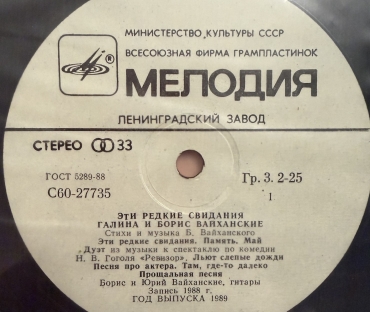 МИНИСТЕРСТВО КУЛЬТУРЫ СССР
ВСЕСОЮЗНАЯ ФИРМА ГРАМПЛАСТИНОК
® МЕЛОДИЯ
ЛЕНИНГРАДСКИЙ ЗАВОД
СТЕРЕО 33
ГОСТ 5289-88
С60-27735
Гр. 3. 2-25
1
ЭТИ РЕДКИЕ СВИДАНИЯ
ГАЛИНА И БОРИС ВАЙХАНСКИЕ
Стихи и музыка Б. Вайханского
Эти редкие свидания. Память. Май
Дуэт из музыки к спектаклю по комедии
Н. В. Гоголя «Ревизор». Льют слепые дожди
Песня про актера. Там, где-то далеко
Прощальная песня
Борис и Юрий Вайханские, гитары
Запись 1988 г.
ГОД ВЫПУСКА 1989